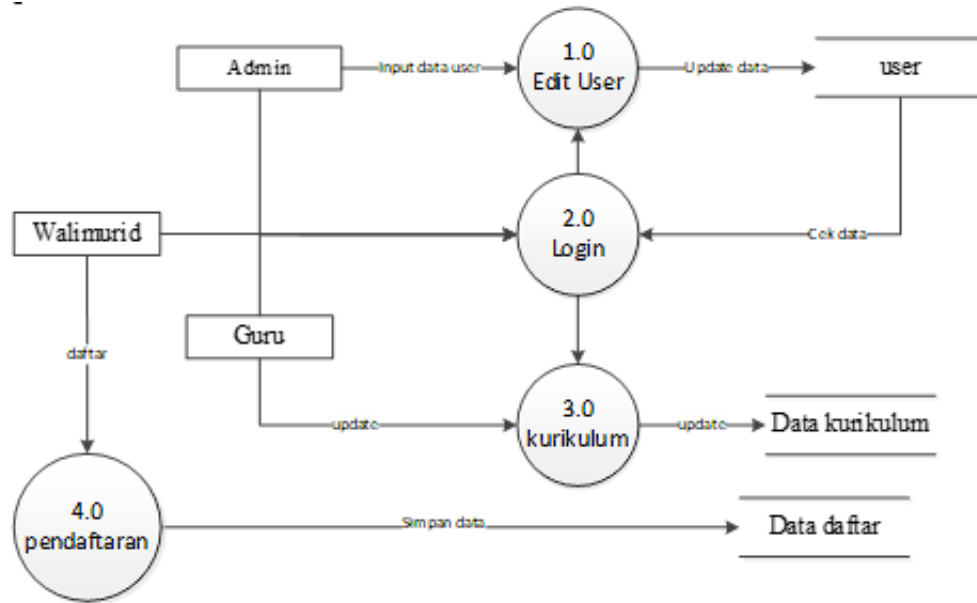 Admin
Input data user
1.0
Edit User
Update data
user
Walimurid
2.0
Login
Cek data
Guru
daftar
update
3.0
kurikulum
update
Data kurikulum
4.0
pendaftaran
Simpan data
Data daftar